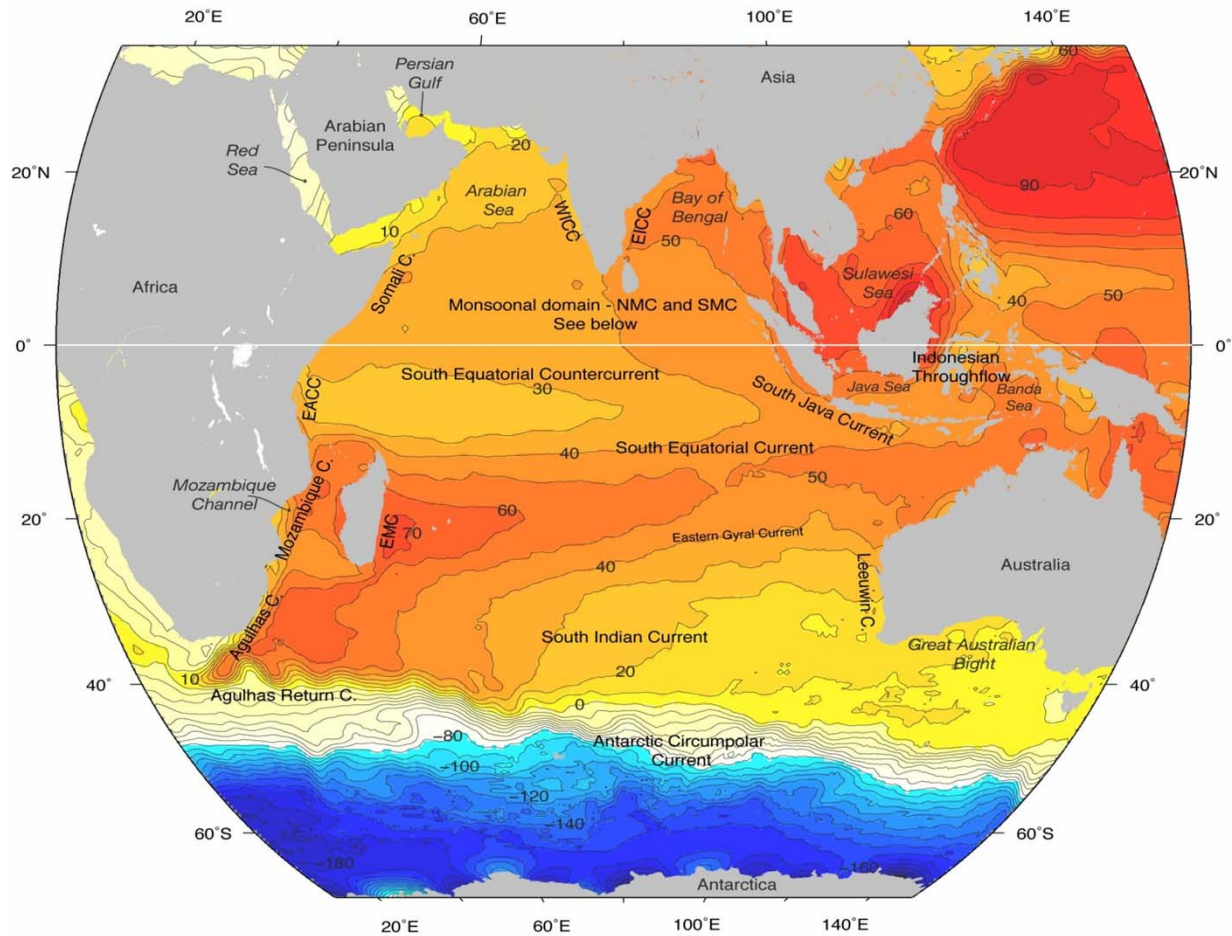 20˚E
60˚E
100˚E
140˚E
60
Persian
Gulf
Asia
Arabian
Peninsula
Red
Sea
20
20˚N
20˚N
90
Arabian
Sea
Bay of
Bengal
60
10
WICC
EICC
50
Somali C.
Sulawesi
Sea
Africa
Monsoonal domain - NMC and SMC
See below
40
50
0˚
0˚
Indonesian
Throughflow
South Equatorial Countercurrent
30
Java Sea
Banda
Sea
EACC
South Java Current
South Equatorial Current
40
50
Mozambique
Channel
Mozambique C.
60
20˚
20˚
EMC
70
Eastern Gyral Current
40
Leeuwin C.
Australia
Agulhas C.
South Indian Current
Great Australian
Bight
20
10
40˚
40˚
Agulhas Return C.
0
-80
Antarctic Circumpolar
Current
-100
-120
-140
60˚S
60˚S
-180
-160
Antarctica
20˚E
60˚E
100˚E
140˚E